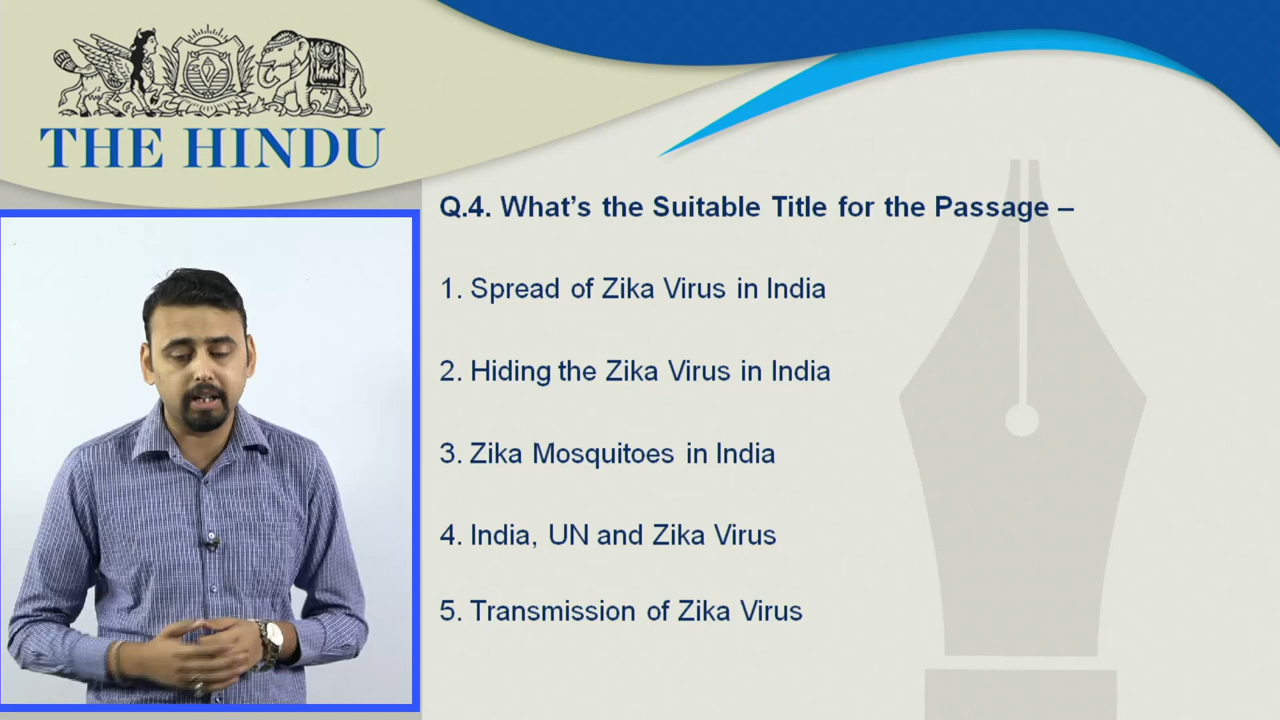 THE HINDU
Q.4. What's the Suitable Title for the Passage –
1. Spread of Zika Virus in India
2. Hiding the Zika Virus in India
3. Zika Mosquitoes in India
4. India, UN and Zika Virus
5. Transmission of Zika Virus